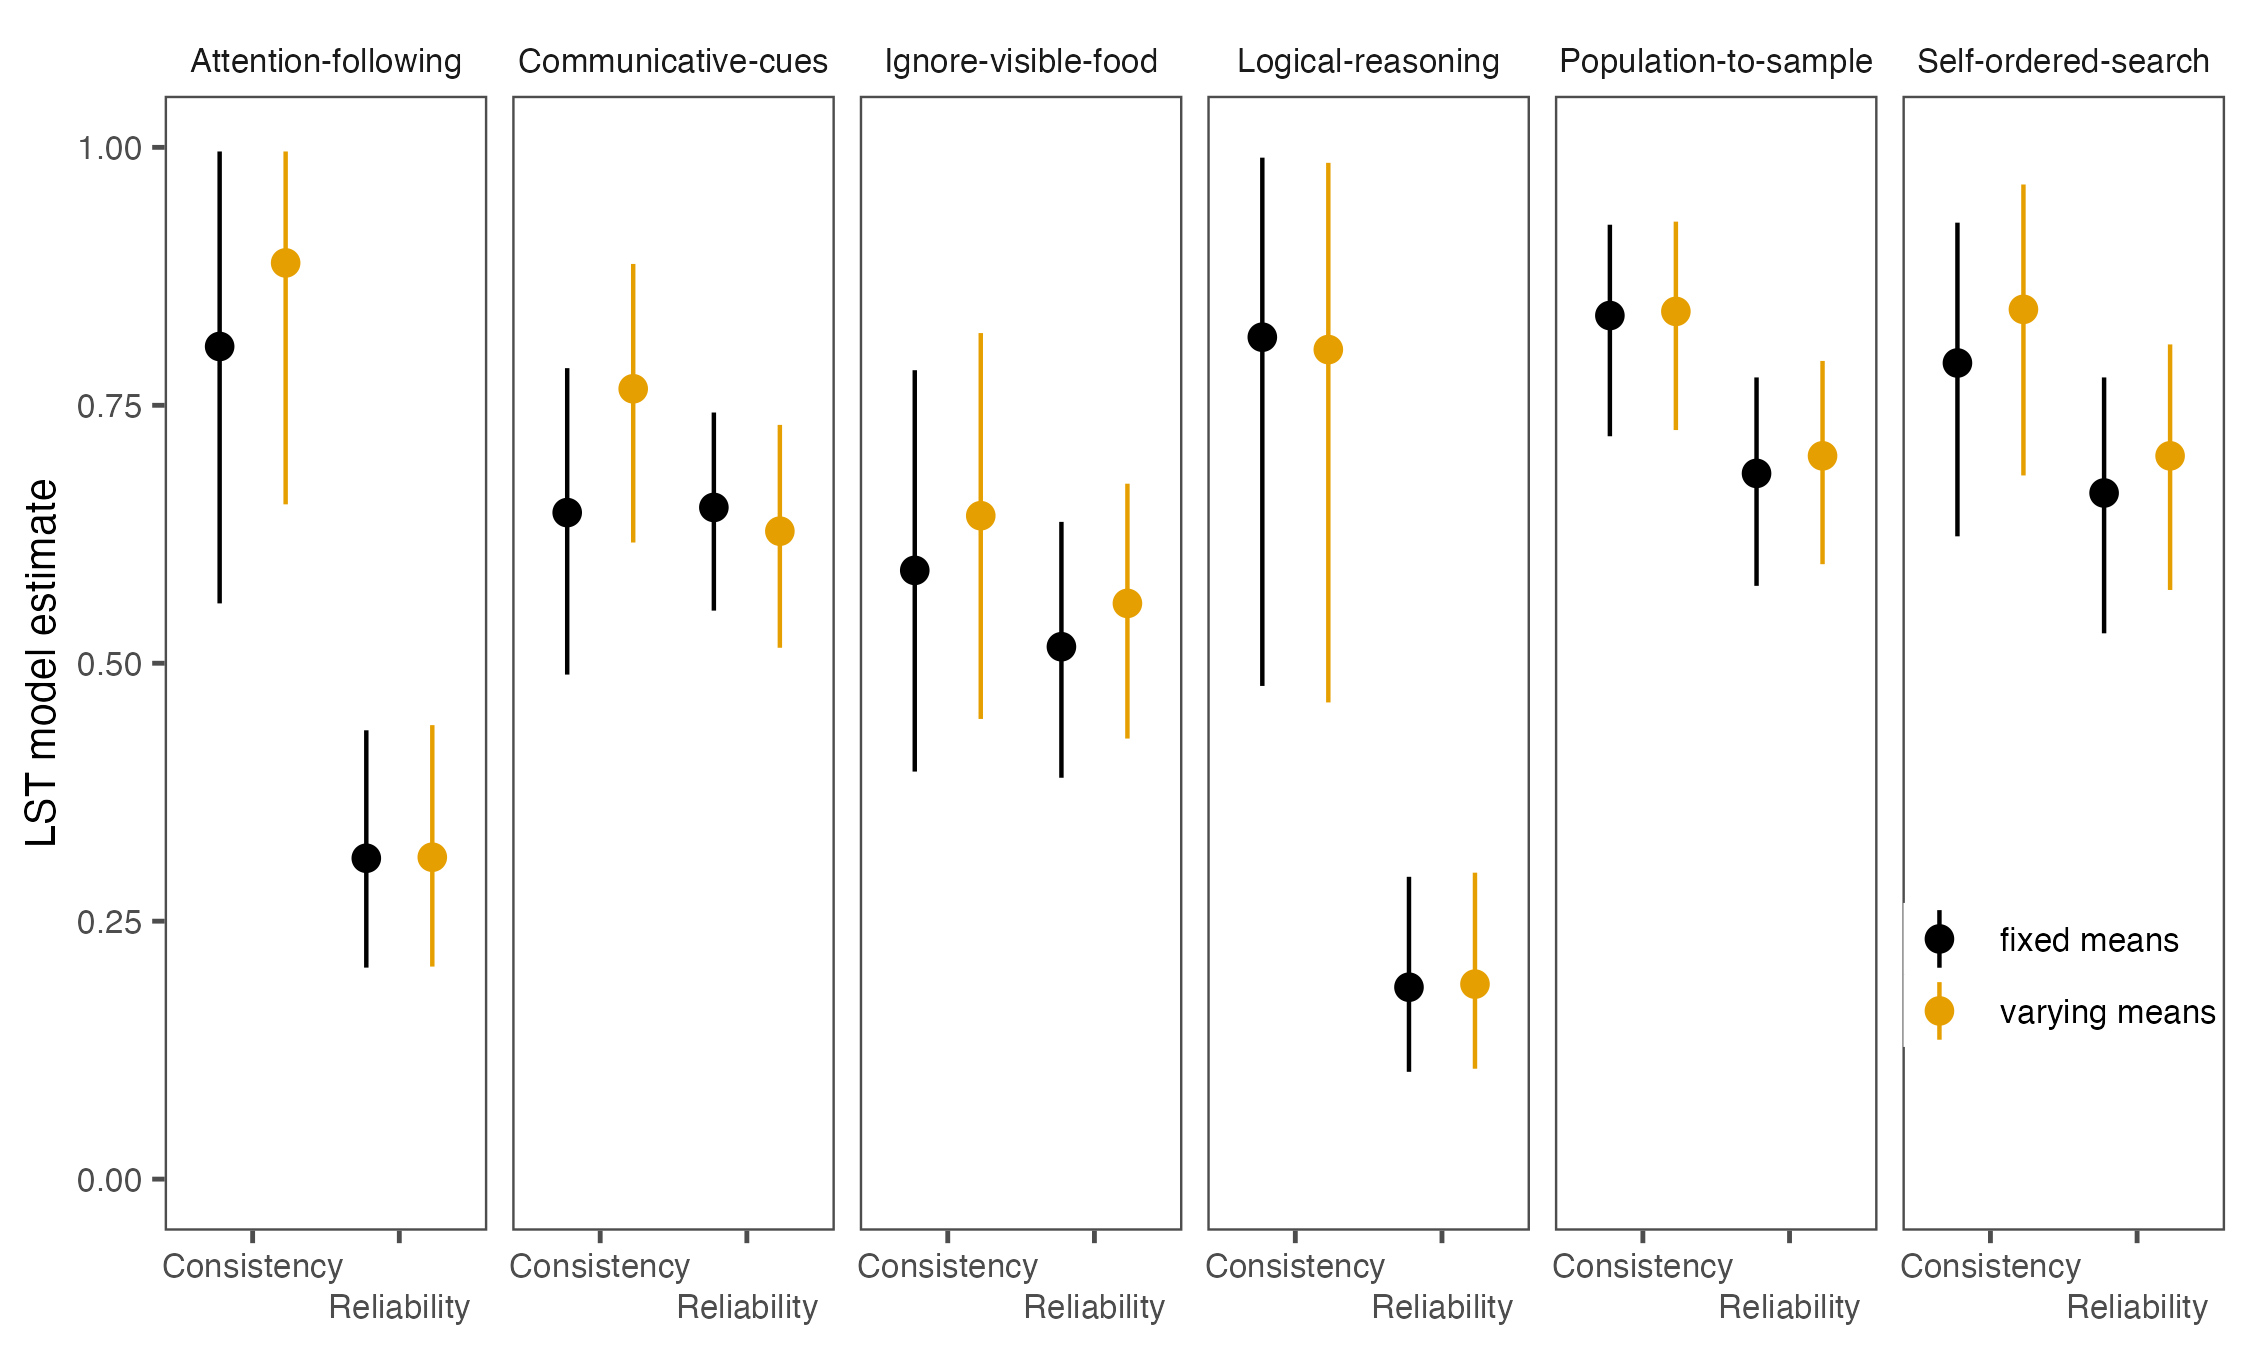 Attention-following
Communicative-cues
Ignore-visible-food
Logical-reasoning
Population-to-sample
Self-ordered-search
LST model estimate
1.00
0.75
0.50
0.25
0.00
fixed means
varying means
Consistency
Reliability
Consistency
Reliability
Consistency
Reliability
Consistency
Reliability
Consistency
Reliability
Consistency
Reliability